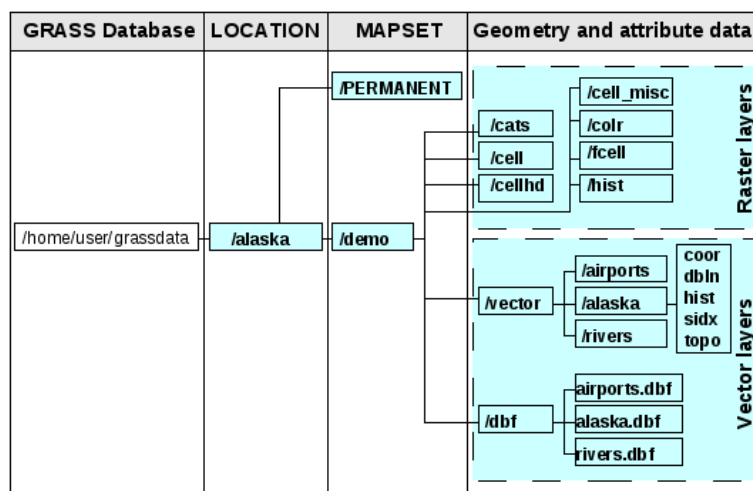 GRASS Database
LOCATION
MAPSET
Geometry and attribute data
/home/user/grassdata
/alaska
/PERMANENT
/demo
/cats
/cell
/cellhd
/cell_misc
/colr
/fcell
/hist
Raster layers
/vector
/airports
/alaska
/rivers
coor
dbln
hist
sidx
topo
/dbf
airports.dbf
alaska.dbf
rivers.dbf
Vector layers